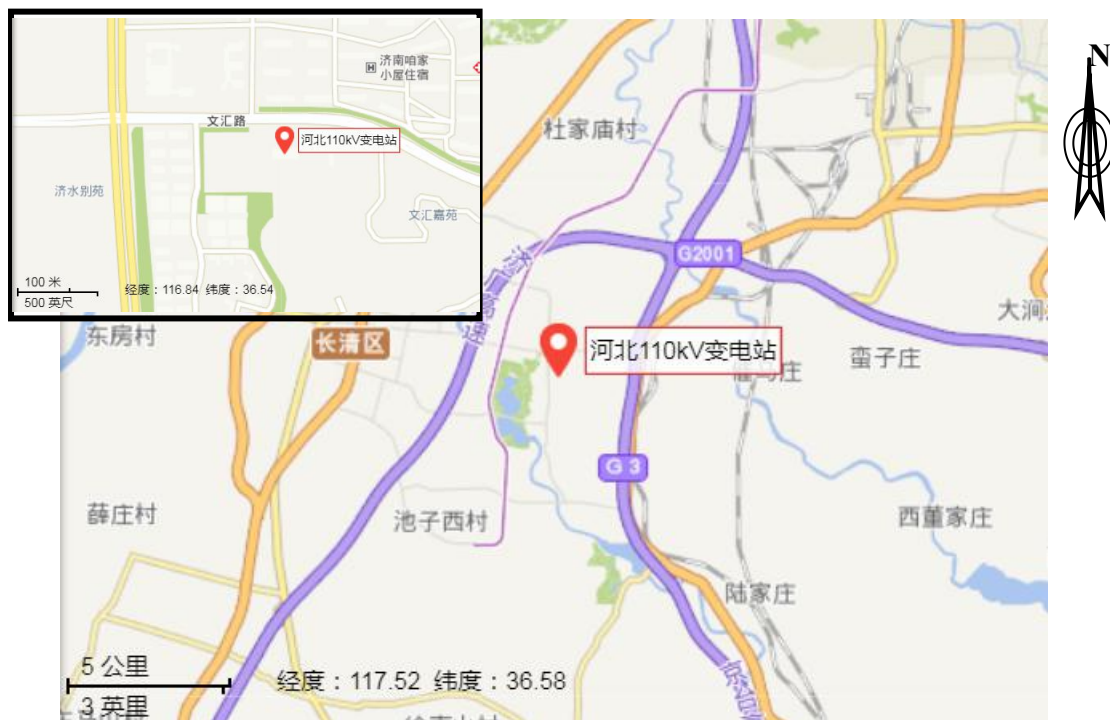 济南咱家
小屋住宿
文汇路
河北110kV变电站
济水别苑
文汇嘉苑
100 米
500 英尺
经度：116.84 纬度：36.54
N
杜家庙村
G2001
济广高速
大涧
东房村
长清区
河北110kV变电站
蛮子庄
G 3
薛庄村
池子西村
西董家庄
陆家庄
5 公里
3 英里
经度：117.52 纬度：36.58